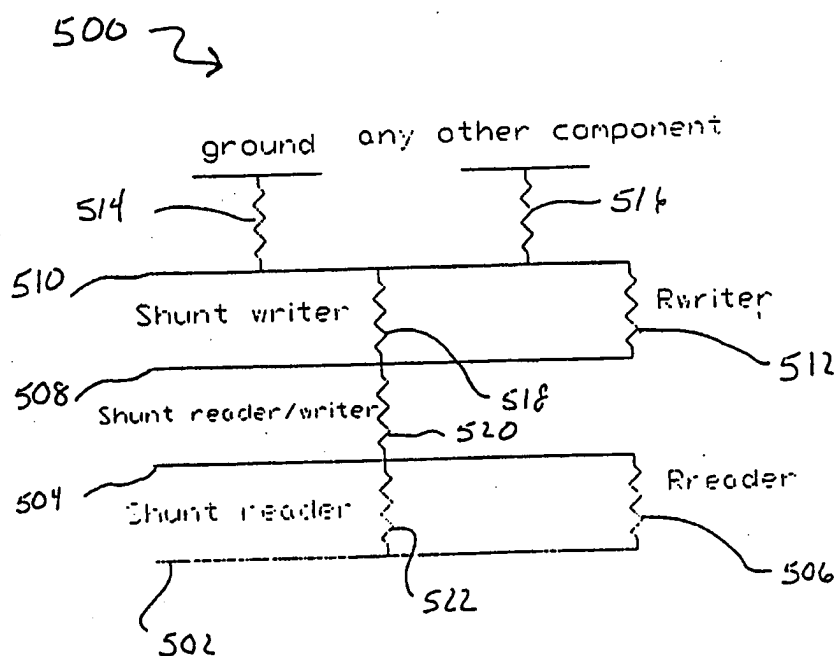 500
ground any other component
514
516
510
Shunt writer
Rwriter
512
508
518
Shunt reader/writer
520
504
Shunt reader
Rreader
506
522
502